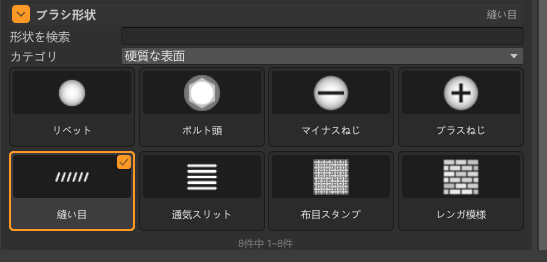 ブラシ形状 縫い目
形状を検索
カテゴリ 硬質な表面
リベット ボルト頭 マイナスねじ プラスねじ
縫い目 通気スリット 布目スタンプ レンガ模様
8件中 1–8件